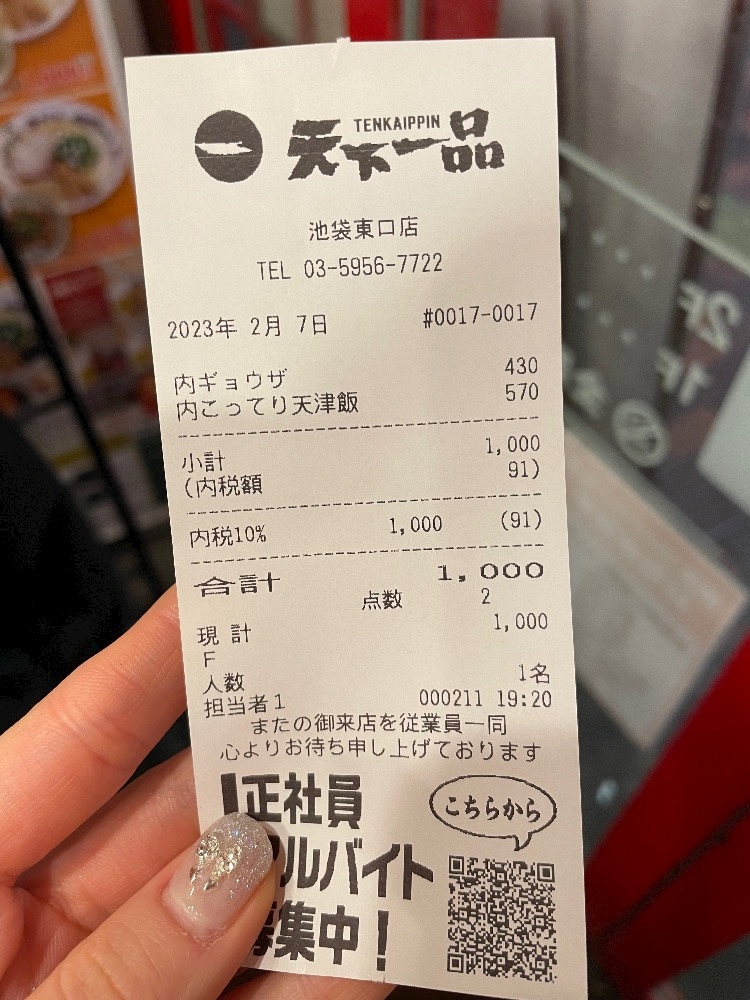 TENKAIPPIN
天下一品
池袋東口店
TEL 03-5956-7722
2023年 2月 7日 #0017-0017
内ギョウザ 430
内こってり天津飯 570
小計 1,000
(内税額 91)
内税10% 1,000 (91)
合計 1,000
点数 2
現計 1,000
F
人数 1名
担当者1 000211 19:20
またの御来店を従業員一同
心よりお待ち申し上げております
正社員
こちらから
ルバイト
集中!
2F
1F